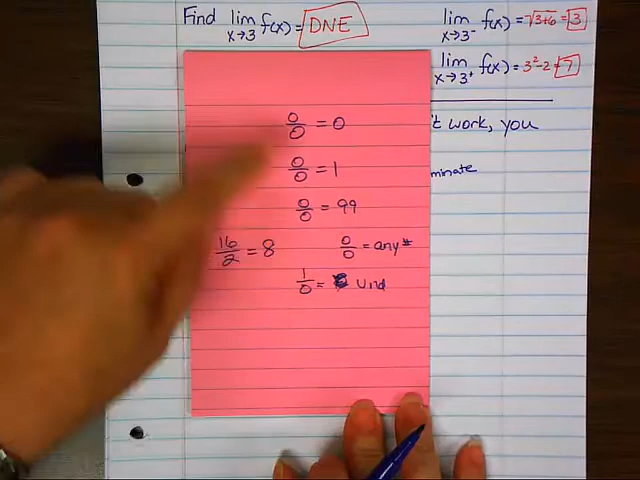 Find lim f(x) = DNE
x→3
lim f(x) = √3+6 = 3
x→3⁻
lim f(x) = 3²-2 = 7
x→3⁺
t work, you
minate
0/0 = 0
0/0 = 1
0/0 = 99
16/2 = 8
0/0 = any #
1/0 = und